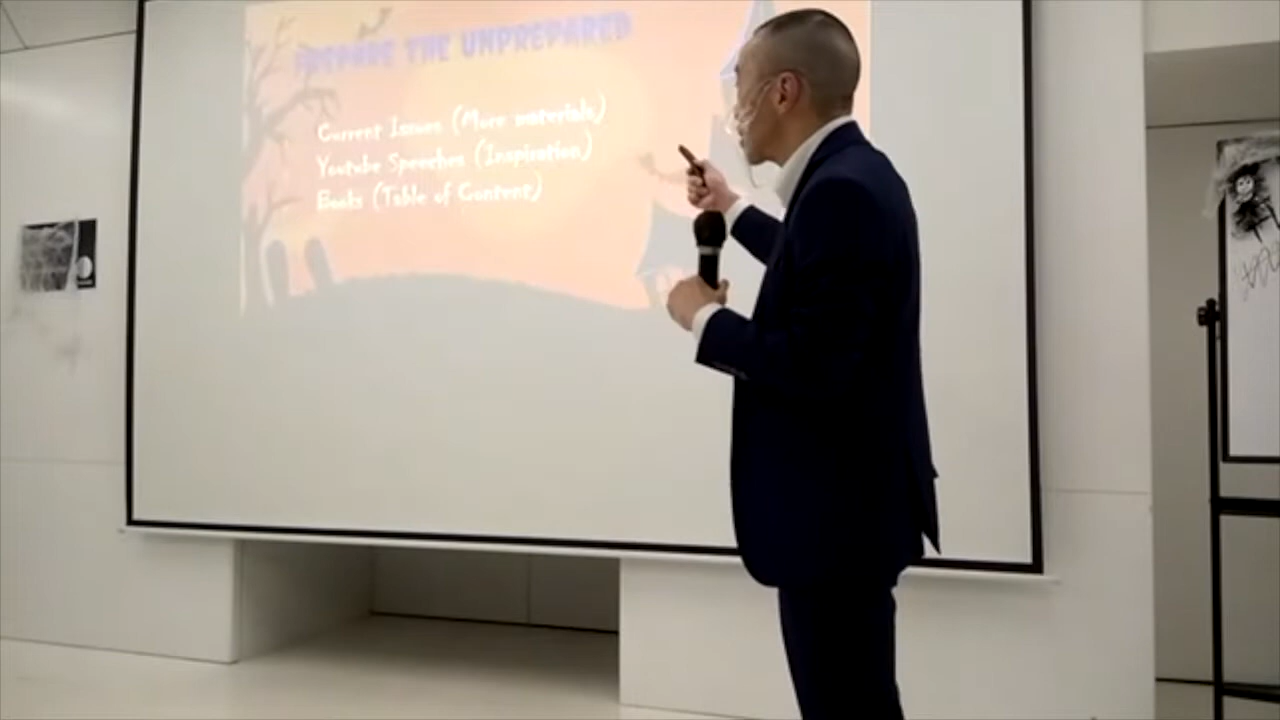 PREPARE THE UNPREPARED
Current Issues (More materials)
Youtube Speeches (Inspiration)
Books (Table of Content)